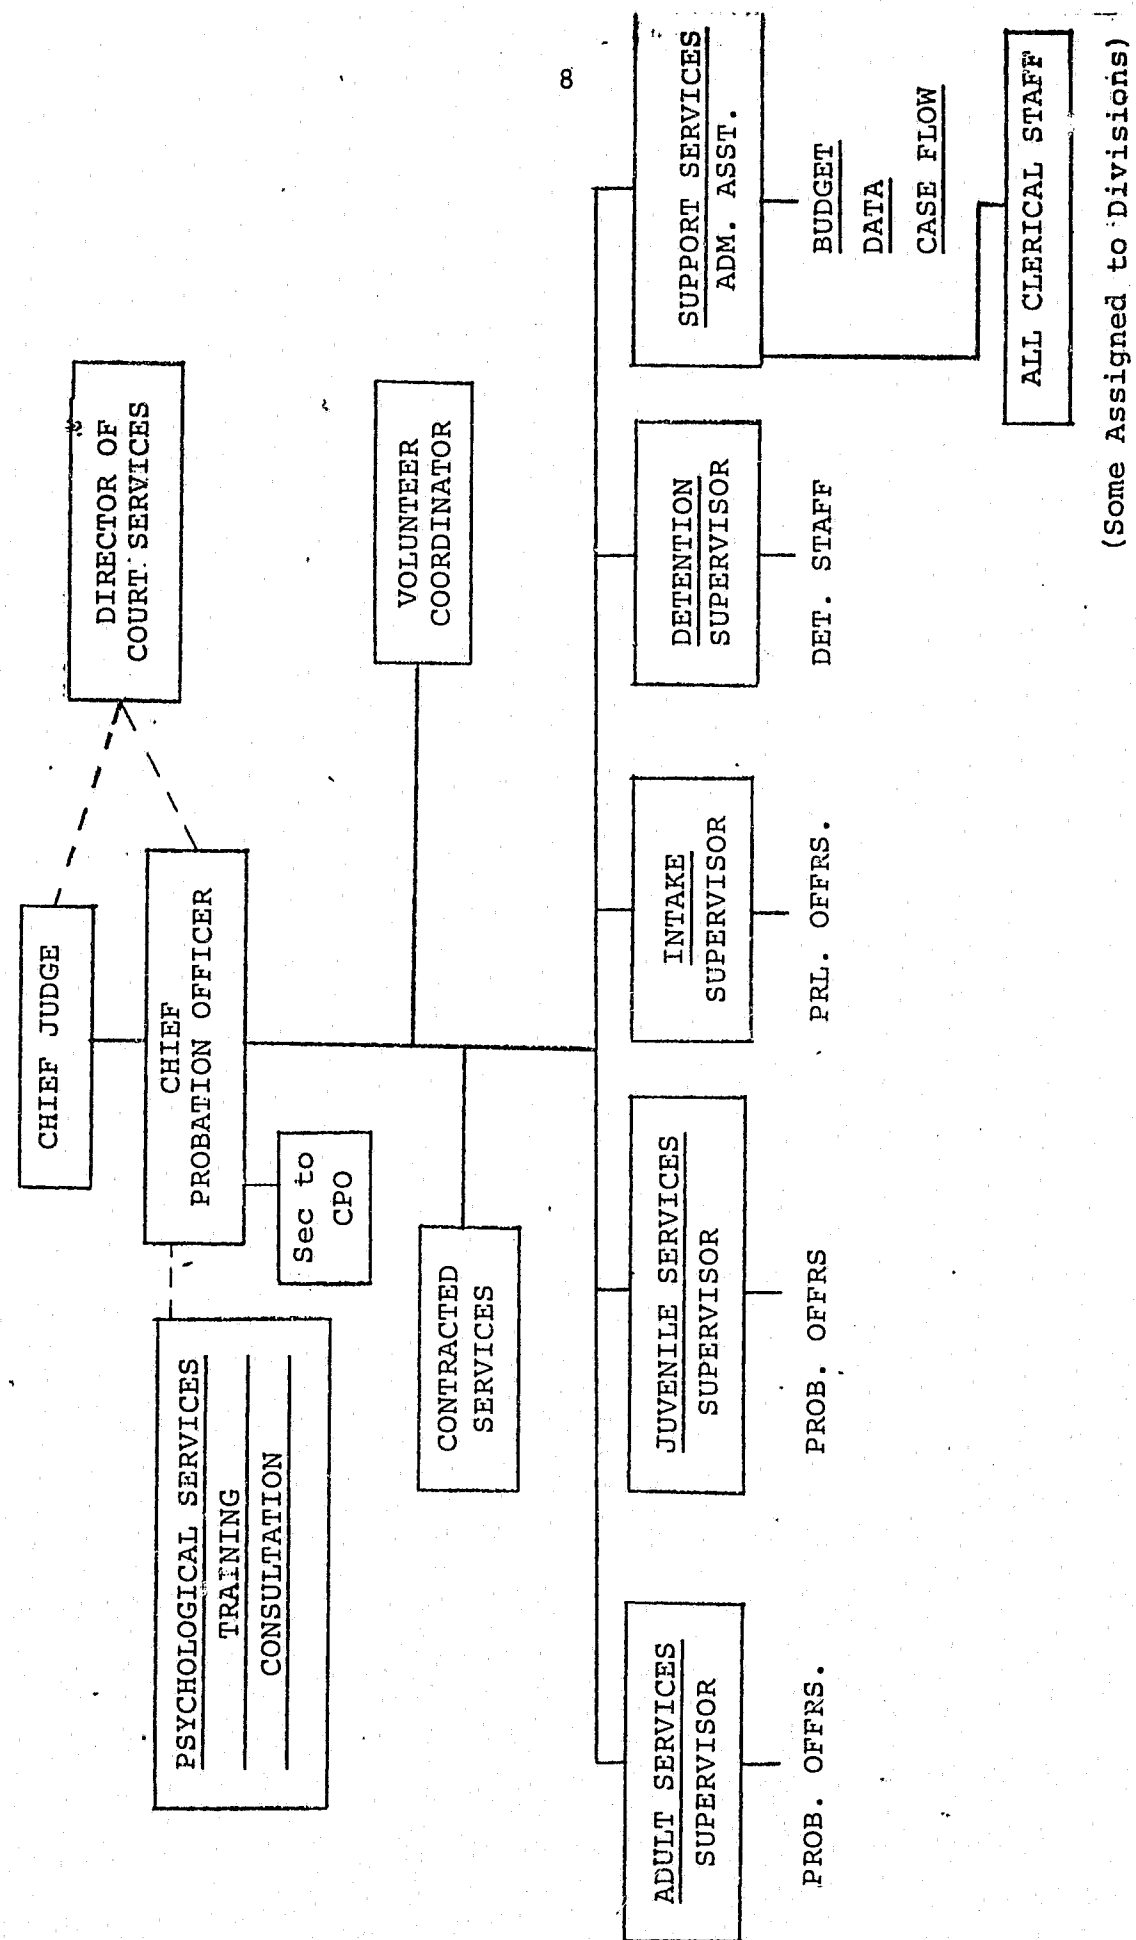 CHIEF JUDGE
DIRECTOR OF
COURT SERVICES
CHIEF
PROBATION OFFICER
PSYCHOLOGICAL SERVICES
TRAINING
CONSULTATION
Sec to
CPO
VOLUNTEER
COORDINATOR
CONTRACTED
SERVICES
8
ADULT SERVICES
SUPERVISOR
PROB. OFFRS.
JUVENILE SERVICES
SUPERVISOR
PROB. OFFRS
INTAKE
SUPERVISOR
PRL. OFFRS.
DETENTION
SUPERVISOR
DET. STAFF
SUPPORT SERVICES
ADM. ASST.
BUDGET
DATA
CASE FLOW
ALL CLERICAL STAFF
(Some Assigned to Divisions)